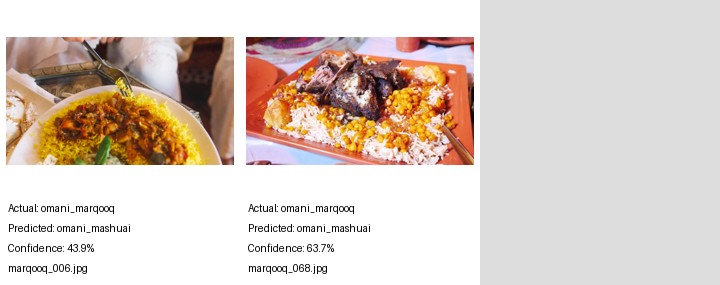 Actual: omani_marqooq
Predicted: omani_mashuai
Confidence: 43.9%
marqooq_006.jpg
Actual: omani_marqooq
Predicted: omani_mashuai
Confidence: 63.7%
marqooq_068.jpg